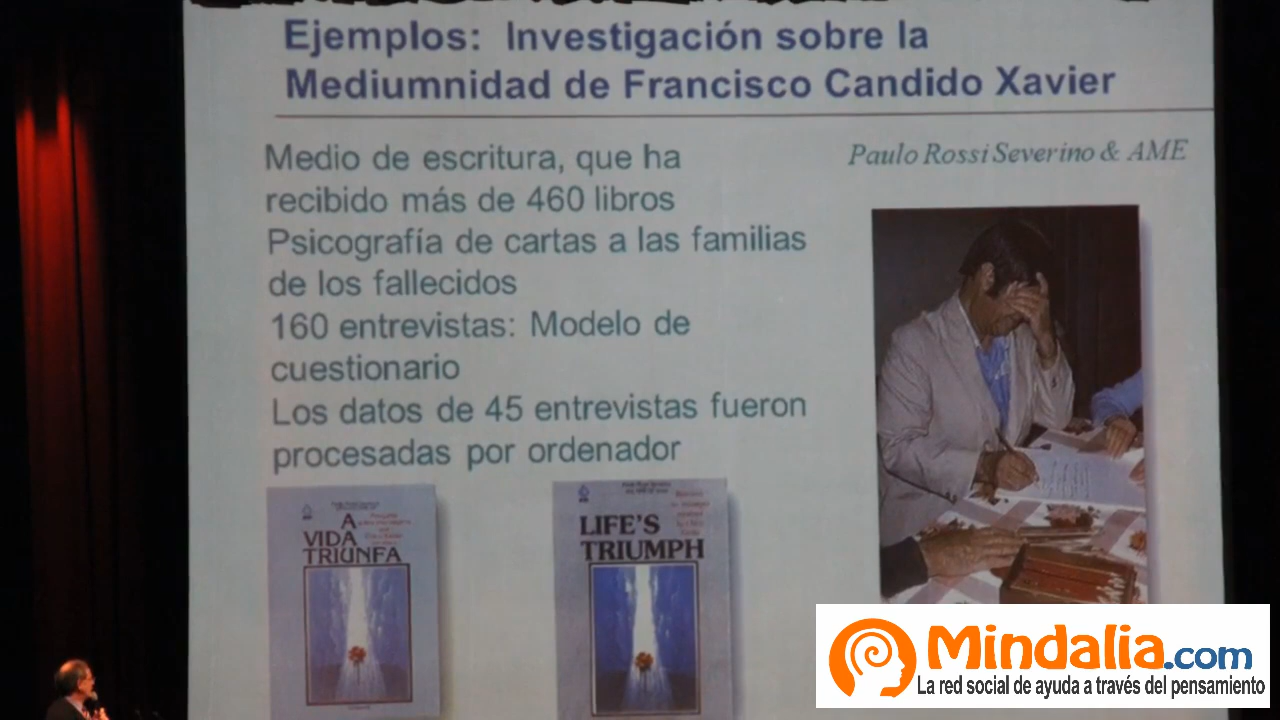 Ejemplos: Investigación sobre la
Mediumnidad de Francisco Candido Xavier
Paulo Rossi Severino & AME
Medio de escritura, que ha
recibido más de 460 libros
Psicografía de cartas a las familias
de los fallecidos
160 entrevistas: Modelo de
cuestionario
Los datos de 45 entrevistas fueron
procesadas por ordenador
A
VIDA
TRIUNFA
LIFE'S
TRIUMPH
Mindalia.com
La red social de ayuda a través del pensamiento